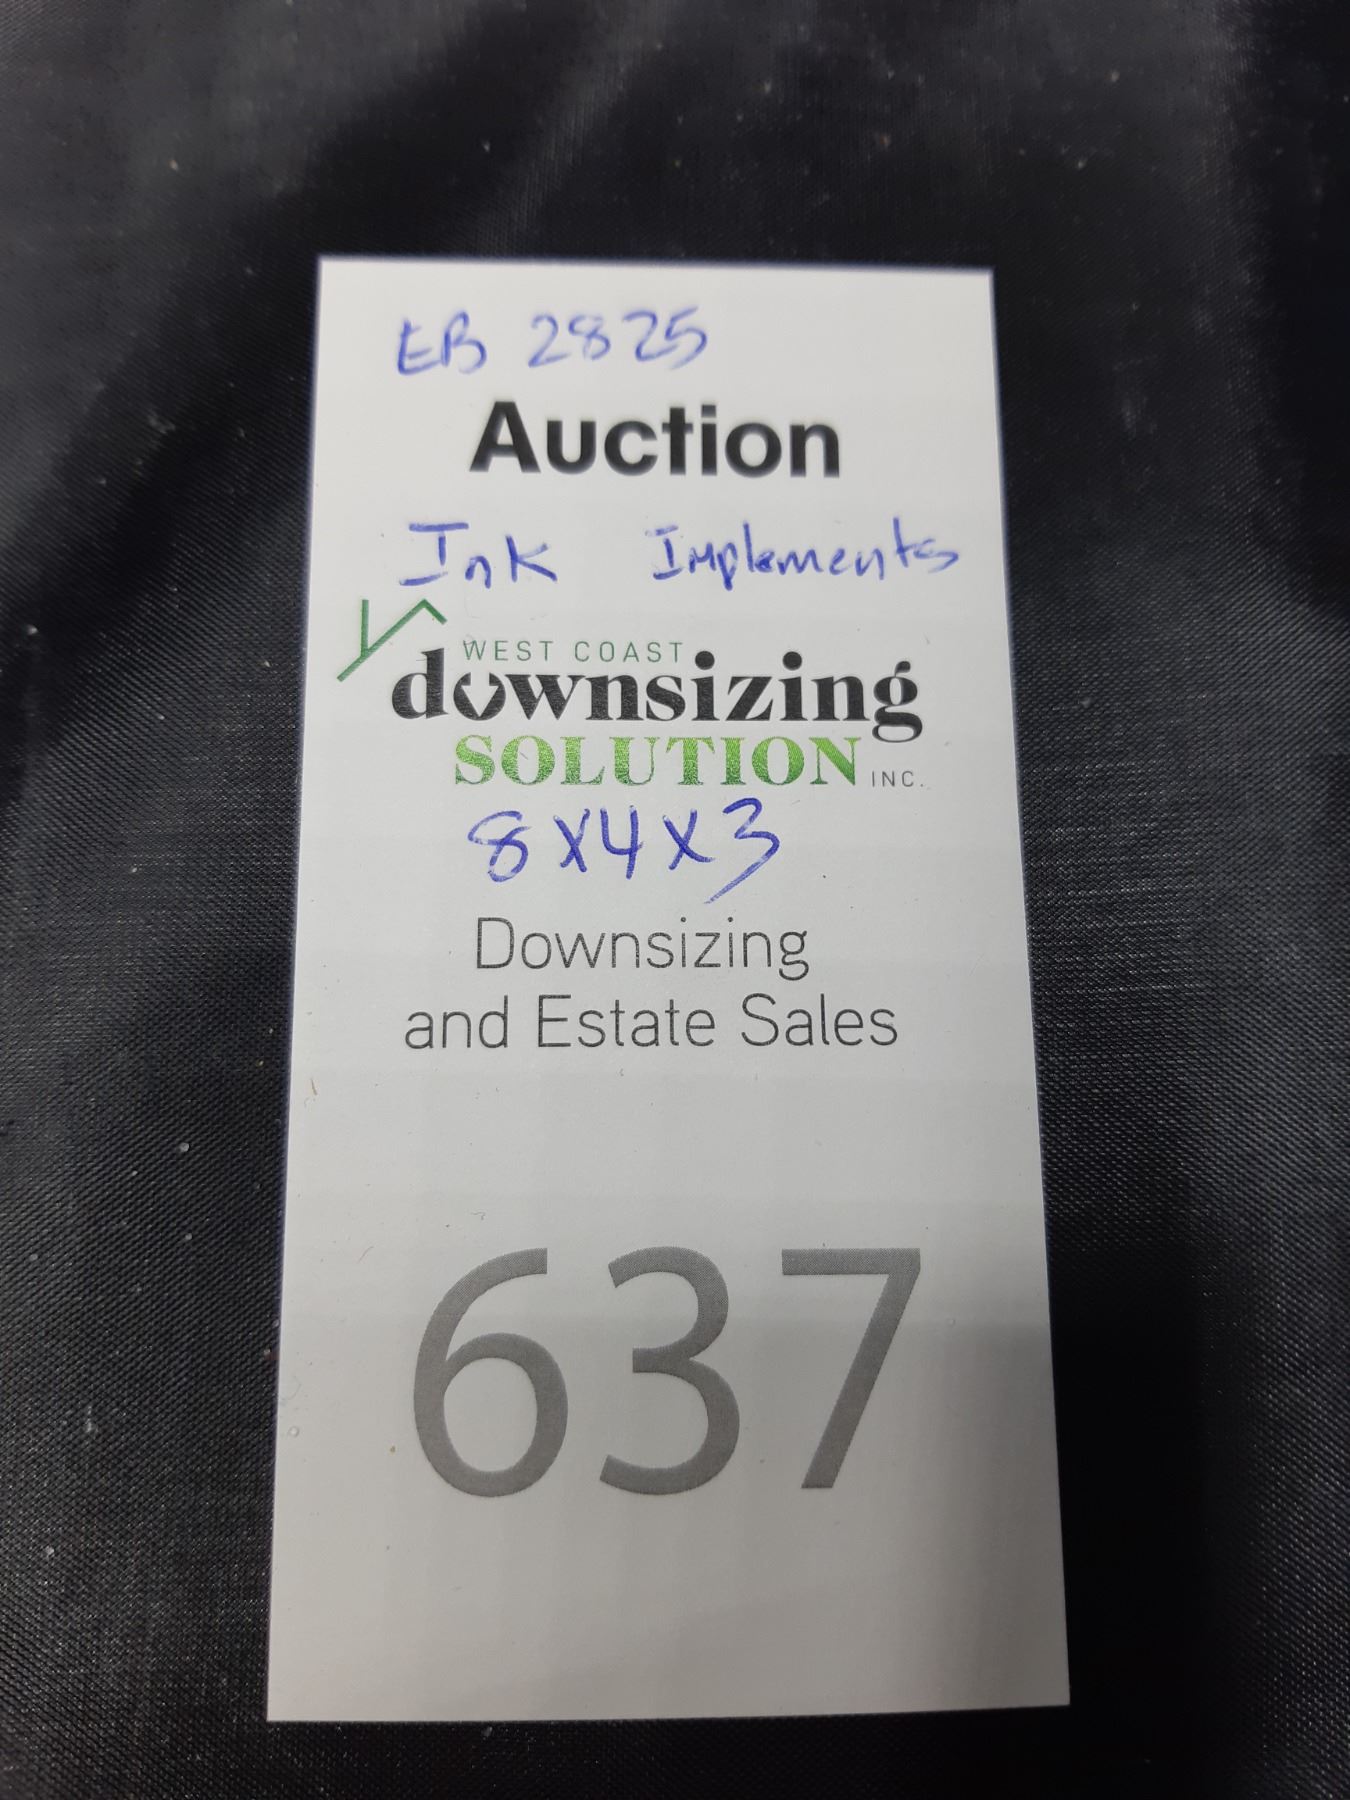 EB 2825
Auction
Ink Implements
WEST COAST
downsizing
SOLUTION INC.
8x4x3
Downsizing
and Estate Sales
637